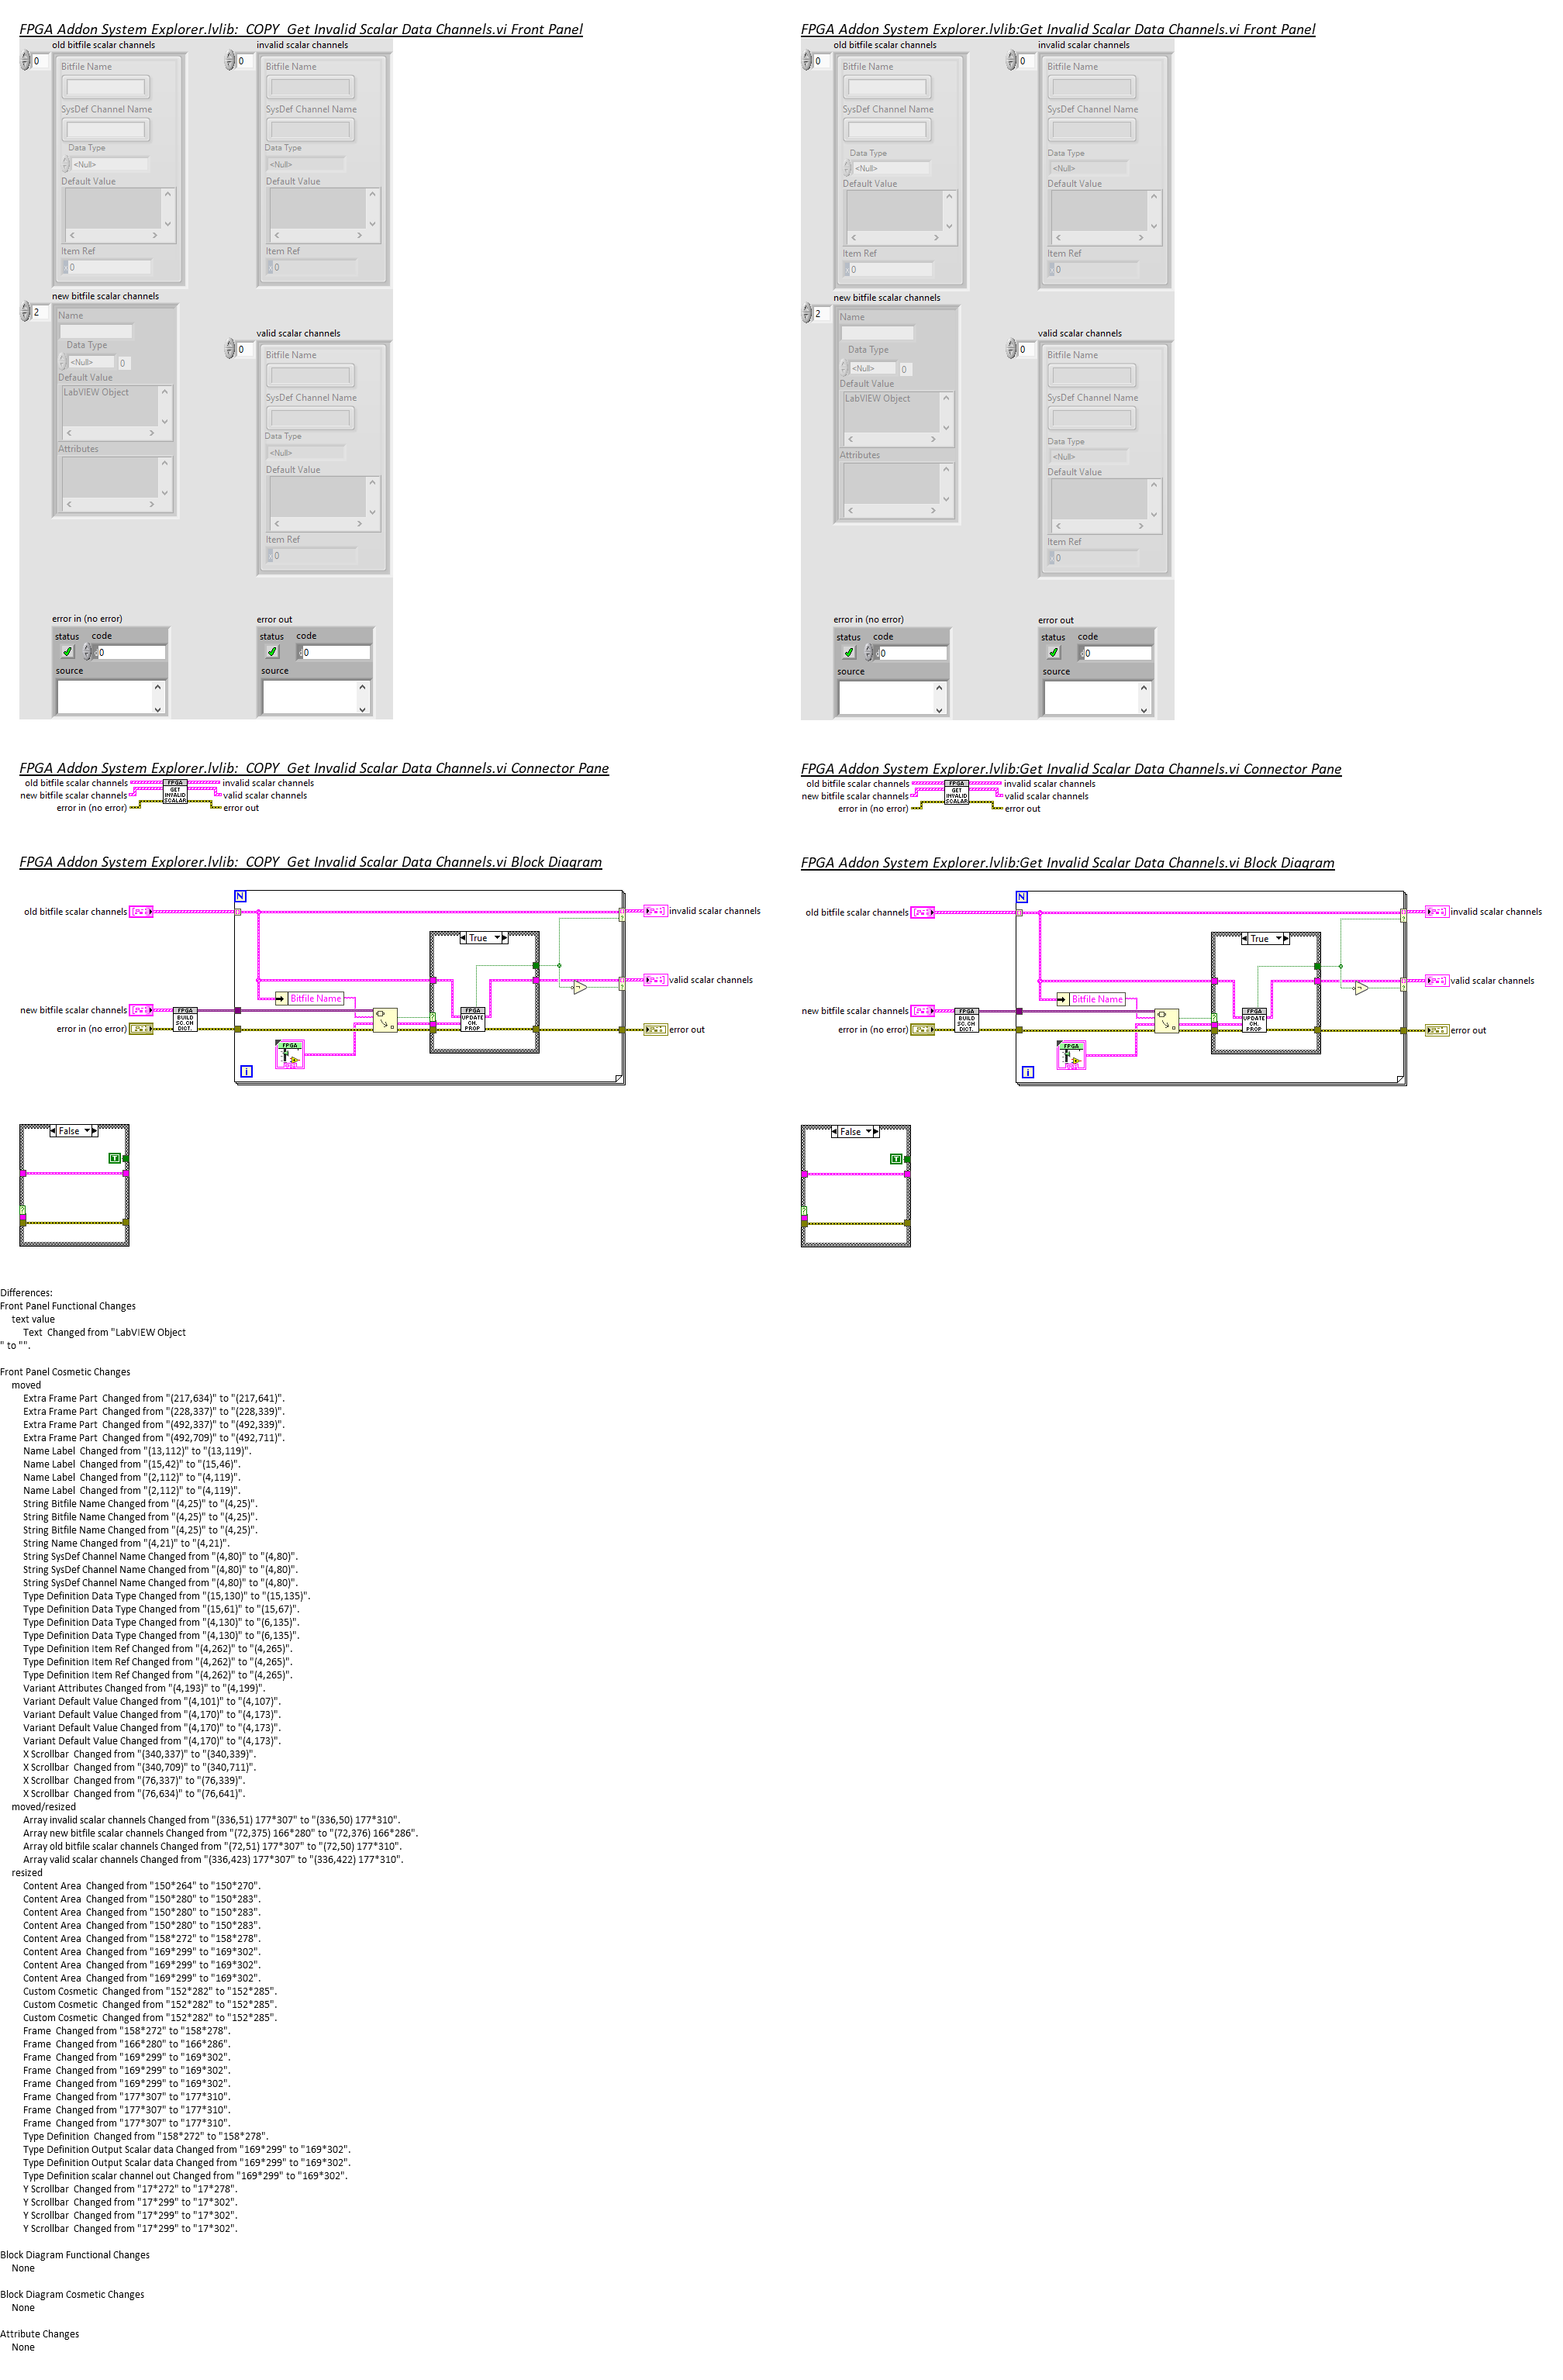 FPGA Addon System Explorer.lvlib:  COPY  Get Invalid Scalar Data Channels.vi Front Panel
old bitfile scalar channels
invalid scalar channels
0
0
Bitfile Name
Bitfile Name
SysDef Channel Name
SysDef Channel Name
Data Type
Data Type
<Null>
<Null>
Default Value
Default Value
Item Ref
Item Ref
0
0
new bitfile scalar channels
2
Name
valid scalar channels
0
Data Type
Bitfile Name
<Null>
0
Default Value
LabVIEW Object
SysDef Channel Name
Data Type
Attributes
<Null>
Default Value
Item Ref
0
error in (no error)
error out
status code
status code
0
0
source
source
FPGA Addon System Explorer.lvlib:Get Invalid Scalar Data Channels.vi Front Panel
old bitfile scalar channels
invalid scalar channels
0
0
Bitfile Name
Bitfile Name
SysDef Channel Name
SysDef Channel Name
Data Type
Data Type
<Null>
<Null>
Default Value
Default Value
Item Ref
Item Ref
0
0
new bitfile scalar channels
2
Name
valid scalar channels
0
Data Type
Bitfile Name
<Null>
0
Default Value
LabVIEW Object
SysDef Channel Name
Data Type
Attributes
<Null>
Default Value
Item Ref
0
error in (no error)
error out
status code
status code
0
0
source
source
FPGA Addon System Explorer.lvlib:  COPY  Get Invalid Scalar Data Channels.vi Connector Pane
old bitfile scalar channels
new bitfile scalar channels
error in (no error)
FPGA
GET
INVALID
SCALAR
invalid scalar channels
valid scalar channels
error out
FPGA Addon System Explorer.lvlib:Get Invalid Scalar Data Channels.vi Connector Pane
old bitfile scalar channels
new bitfile scalar channels
error in (no error)
FPGA
GET
INVALID
SCALAR
invalid scalar channels
valid scalar channels
error out
FPGA Addon System Explorer.lvlib:  COPY  Get Invalid Scalar Data Channels.vi Block Diagram
N
old bitfile scalar channels
invalid scalar channels
True
valid scalar channels
Bitfile Name
new bitfile scalar channels
FPGA
BUILD
SC. CH
DICT.
FPGA
UPDATE
CH.
PROP
error in (no error)
error out
FPGA
i
False
T
FPGA Addon System Explorer.lvlib:Get Invalid Scalar Data Channels.vi Block Diagram
N
old bitfile scalar channels
invalid scalar channels
True
valid scalar channels
Bitfile Name
new bitfile scalar channels
FPGA
BUILD
SC. CH
DICT.
FPGA
UPDATE
CH.
PROP
error in (no error)
error out
FPGA
i
False
T
Differences:
Front Panel Functional Changes
text value
Text  Changed from "LabVIEW Object
" to "".
Front Panel Cosmetic Changes
moved
Extra Frame Part  Changed from "(217,634)" to "(217,641)".
Extra Frame Part  Changed from "(228,337)" to "(228,339)".
Extra Frame Part  Changed from "(492,337)" to "(492,339)".
Extra Frame Part  Changed from "(492,709)" to "(492,711)".
Name Label  Changed from "(13,112)" to "(13,119)".
Name Label  Changed from "(15,42)" to "(15,46)".
Name Label  Changed from "(2,112)" to "(4,119)".
Name Label  Changed from "(2,112)" to "(4,119)".
String Bitfile Name Changed from "(4,25)" to "(4,25)".
String Bitfile Name Changed from "(4,25)" to "(4,25)".
String Bitfile Name Changed from "(4,25)" to "(4,25)".
String Name Changed from "(4,21)" to "(4,21)".
String SysDef Channel Name Changed from "(4,80)" to "(4,80)".
String SysDef Channel Name Changed from "(4,80)" to "(4,80)".
String SysDef Channel Name Changed from "(4,80)" to "(4,80)".
Type Definition Data Type Changed from "(15,130)" to "(15,135)".
Type Definition Data Type Changed from "(15,61)" to "(15,67)".
Type Definition Data Type Changed from "(4,130)" to "(6,135)".
Type Definition Data Type Changed from "(4,130)" to "(6,135)".
Type Definition Item Ref Changed from "(4,262)" to "(4,265)".
Type Definition Item Ref Changed from "(4,262)" to "(4,265)".
Type Definition Item Ref Changed from "(4,262)" to "(4,265)".
Variant Attributes Changed from "(4,193)" to "(4,199)".
Variant Default Value Changed from "(4,101)" to "(4,107)".
Variant Default Value Changed from "(4,170)" to "(4,173)".
Variant Default Value Changed from "(4,170)" to "(4,173)".
Variant Default Value Changed from "(4,170)" to "(4,173)".
X Scrollbar  Changed from "(340,337)" to "(340,339)".
X Scrollbar  Changed from "(340,709)" to "(340,711)".
X Scrollbar  Changed from "(76,337)" to "(76,339)".
X Scrollbar  Changed from "(76,634)" to "(76,641)".
moved/resized
Array invalid scalar channels Changed from "(336,51) 177*307" to "(336,50) 177*310".
Array new bitfile scalar channels Changed from "(72,375) 166*280" to "(72,376) 166*286".
Array old bitfile scalar channels Changed from "(72,51) 177*307" to "(72,50) 177*310".
Array valid scalar channels Changed from "(336,423) 177*307" to "(336,422) 177*310".
resized
Content Area  Changed from "150*264" to "150*270".
Content Area  Changed from "150*280" to "150*283".
Content Area  Changed from "150*280" to "150*283".
Content Area  Changed from "150*280" to "150*283".
Content Area  Changed from "158*272" to "158*278".
Content Area  Changed from "169*299" to "169*302".
Content Area  Changed from "169*299" to "169*302".
Content Area  Changed from "169*299" to "169*302".
Custom Cosmetic  Changed from "152*282" to "152*285".
Custom Cosmetic  Changed from "152*282" to "152*285".
Custom Cosmetic  Changed from "152*282" to "152*285".
Frame  Changed from "158*272" to "158*278".
Frame  Changed from "166*280" to "166*286".
Frame  Changed from "169*299" to "169*302".
Frame  Changed from "169*299" to "169*302".
Frame  Changed from "169*299" to "169*302".
Frame  Changed from "177*307" to "177*310".
Frame  Changed from "177*307" to "177*310".
Frame  Changed from "177*307" to "177*310".
Type Definition  Changed from "158*272" to "158*278".
Type Definition Output Scalar data Changed from "169*299" to "169*302".
Type Definition Output Scalar data Changed from "169*299" to "169*302".
Type Definition scalar channel out Changed from "169*299" to "169*302".
Y Scrollbar  Changed from "17*272" to "17*278".
Y Scrollbar  Changed from "17*299" to "17*302".
Y Scrollbar  Changed from "17*299" to "17*302".
Y Scrollbar  Changed from "17*299" to "17*302".
Block Diagram Functional Changes
None
Block Diagram Cosmetic Changes
None
Attribute Changes
None